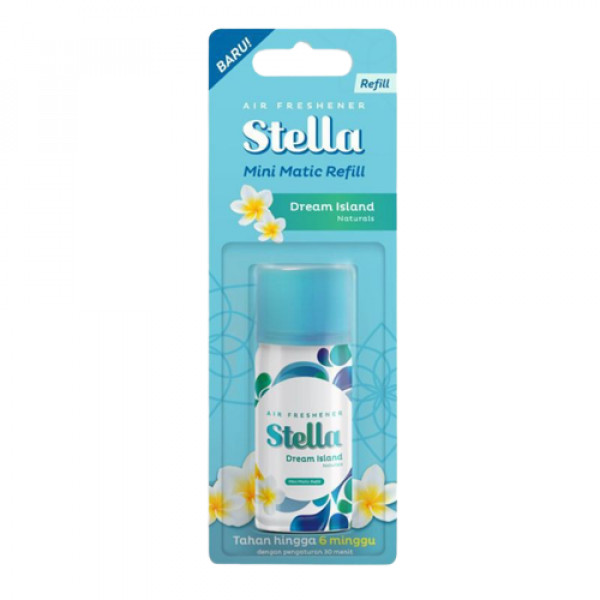 BARU!
Refill
AIR FRESHENER
Stella
Mini Matic Refill
Dream Island
Naturals
AIR FRESHENER
Stella
Dream Island
Naturals
Tahan hingga 6 minggu
dengan pengaturan 30 menit